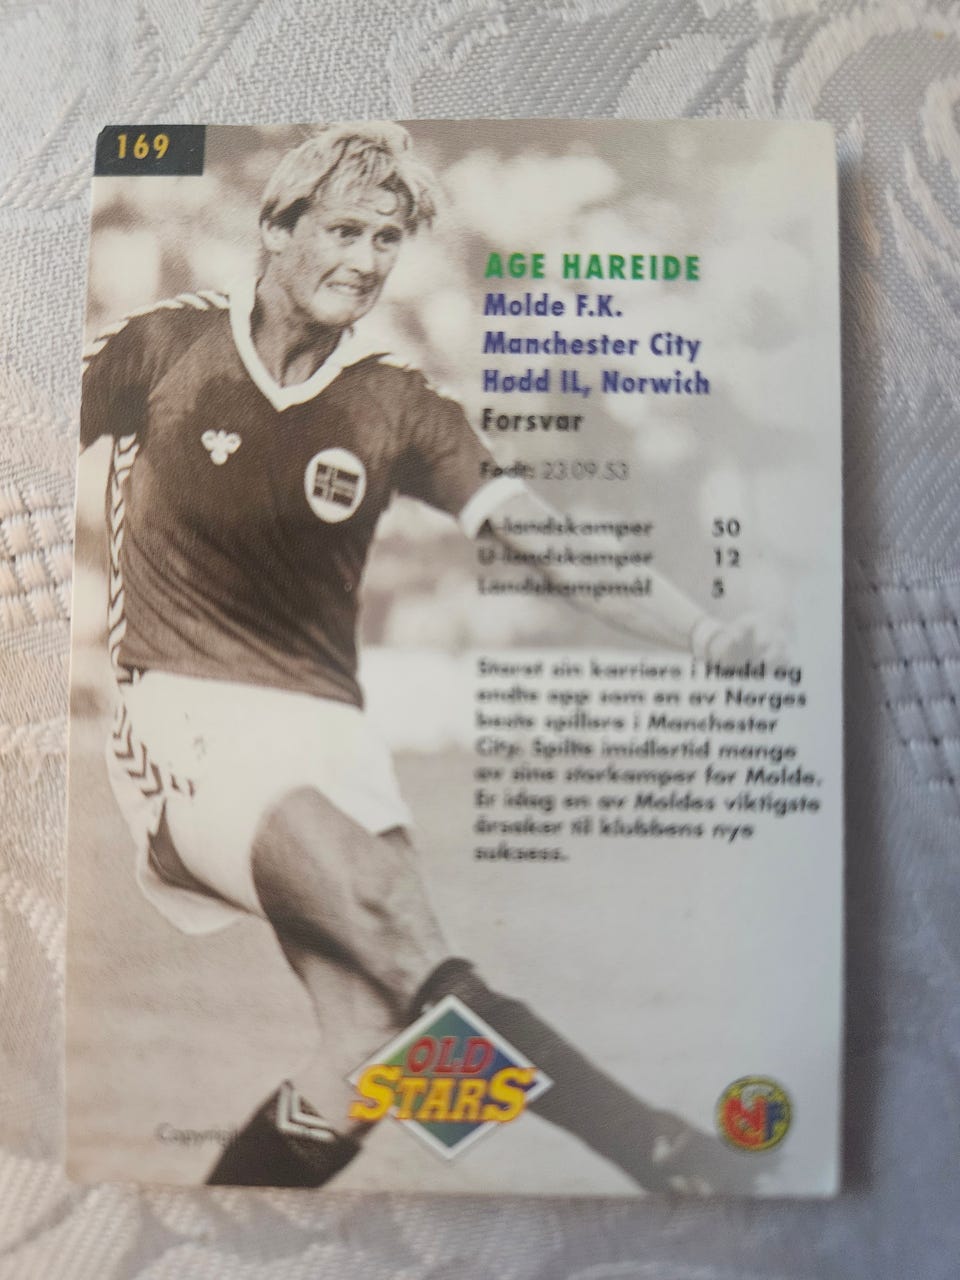 169
AGE HAREIDE
Molde F.K.
Manchester City
Hødd IL, Norwich
Forsvar
Født: 23.09.53
A-landskamper 50
U-landskamper 12
Landskampmål 5
Startet sin karriere i Hødd og
endte opp som en av Norges
beste spillere i Manchester
City. Spilte imidlertid mange
av sine storkamper for Molde.
Er idag en av Moldes viktigste
årsaker til klubbens nye
suksess.
OLD
STARS
NF